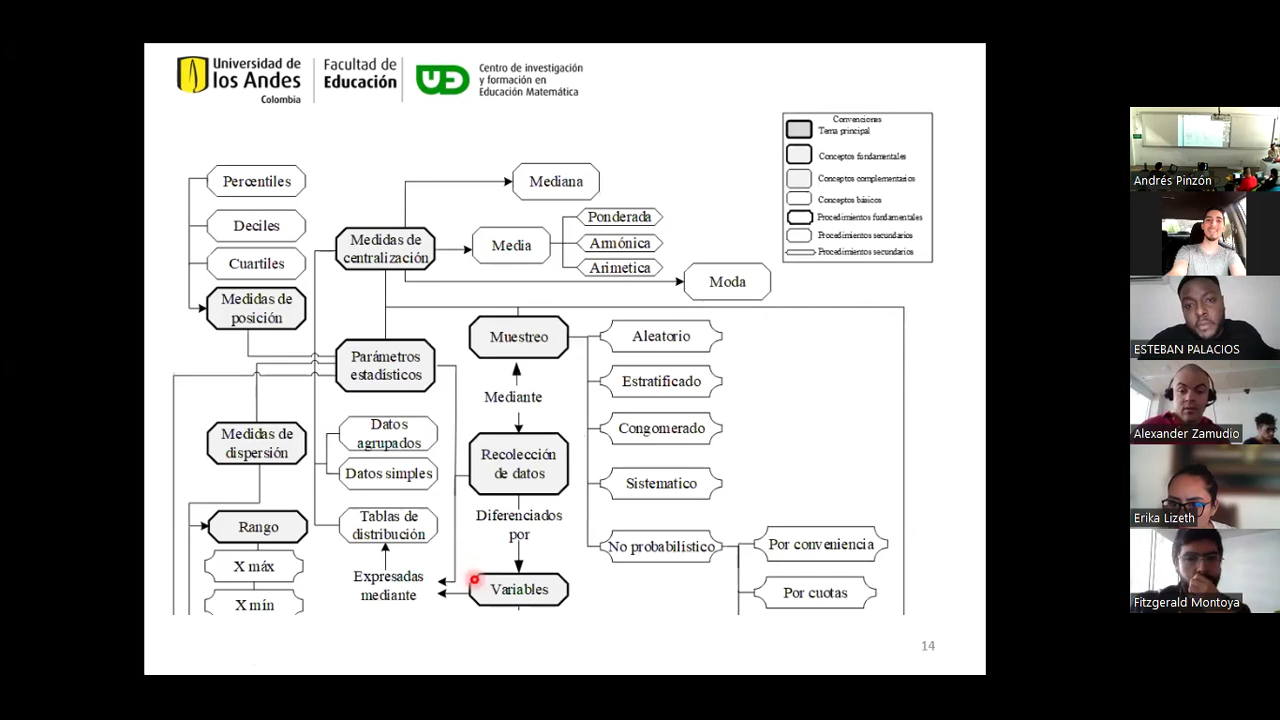 Universidad de
los Andes
Colombia
Facultad de
Educación
Centro de investigación
y formación en
Educación Matemática
Convenciones
Tema principal
Conceptos fundamentales
Conceptos complementarios
Conceptos básicos
Procedimientos fundamentales
Procedimientos secundarios
Procedimientos secundarios
Percentiles
Deciles
Cuartiles
Medidas de
posición
Medidas de
centralización
Mediana
Media
Ponderada
Armónica
Arimetica
Moda
Parámetros
estadísticos
Muestreo
Aleatorio
Estratificado
Congomerado
Sistematico
No probabilístico
Por conveniencia
Por cuotas
Mediante
Recolección
de datos
Diferenciados
por
Variables
Medidas de
dispersión
Datos
agrupados
Datos simples
Tablas de
distribución
Expresadas
mediante
Rango
X máx
X mín
14
Andrés Pinzón
ESTEBAN PALACIOS
Alexander Zamudio
Erika Lizeth
Fitzgerald Montoya